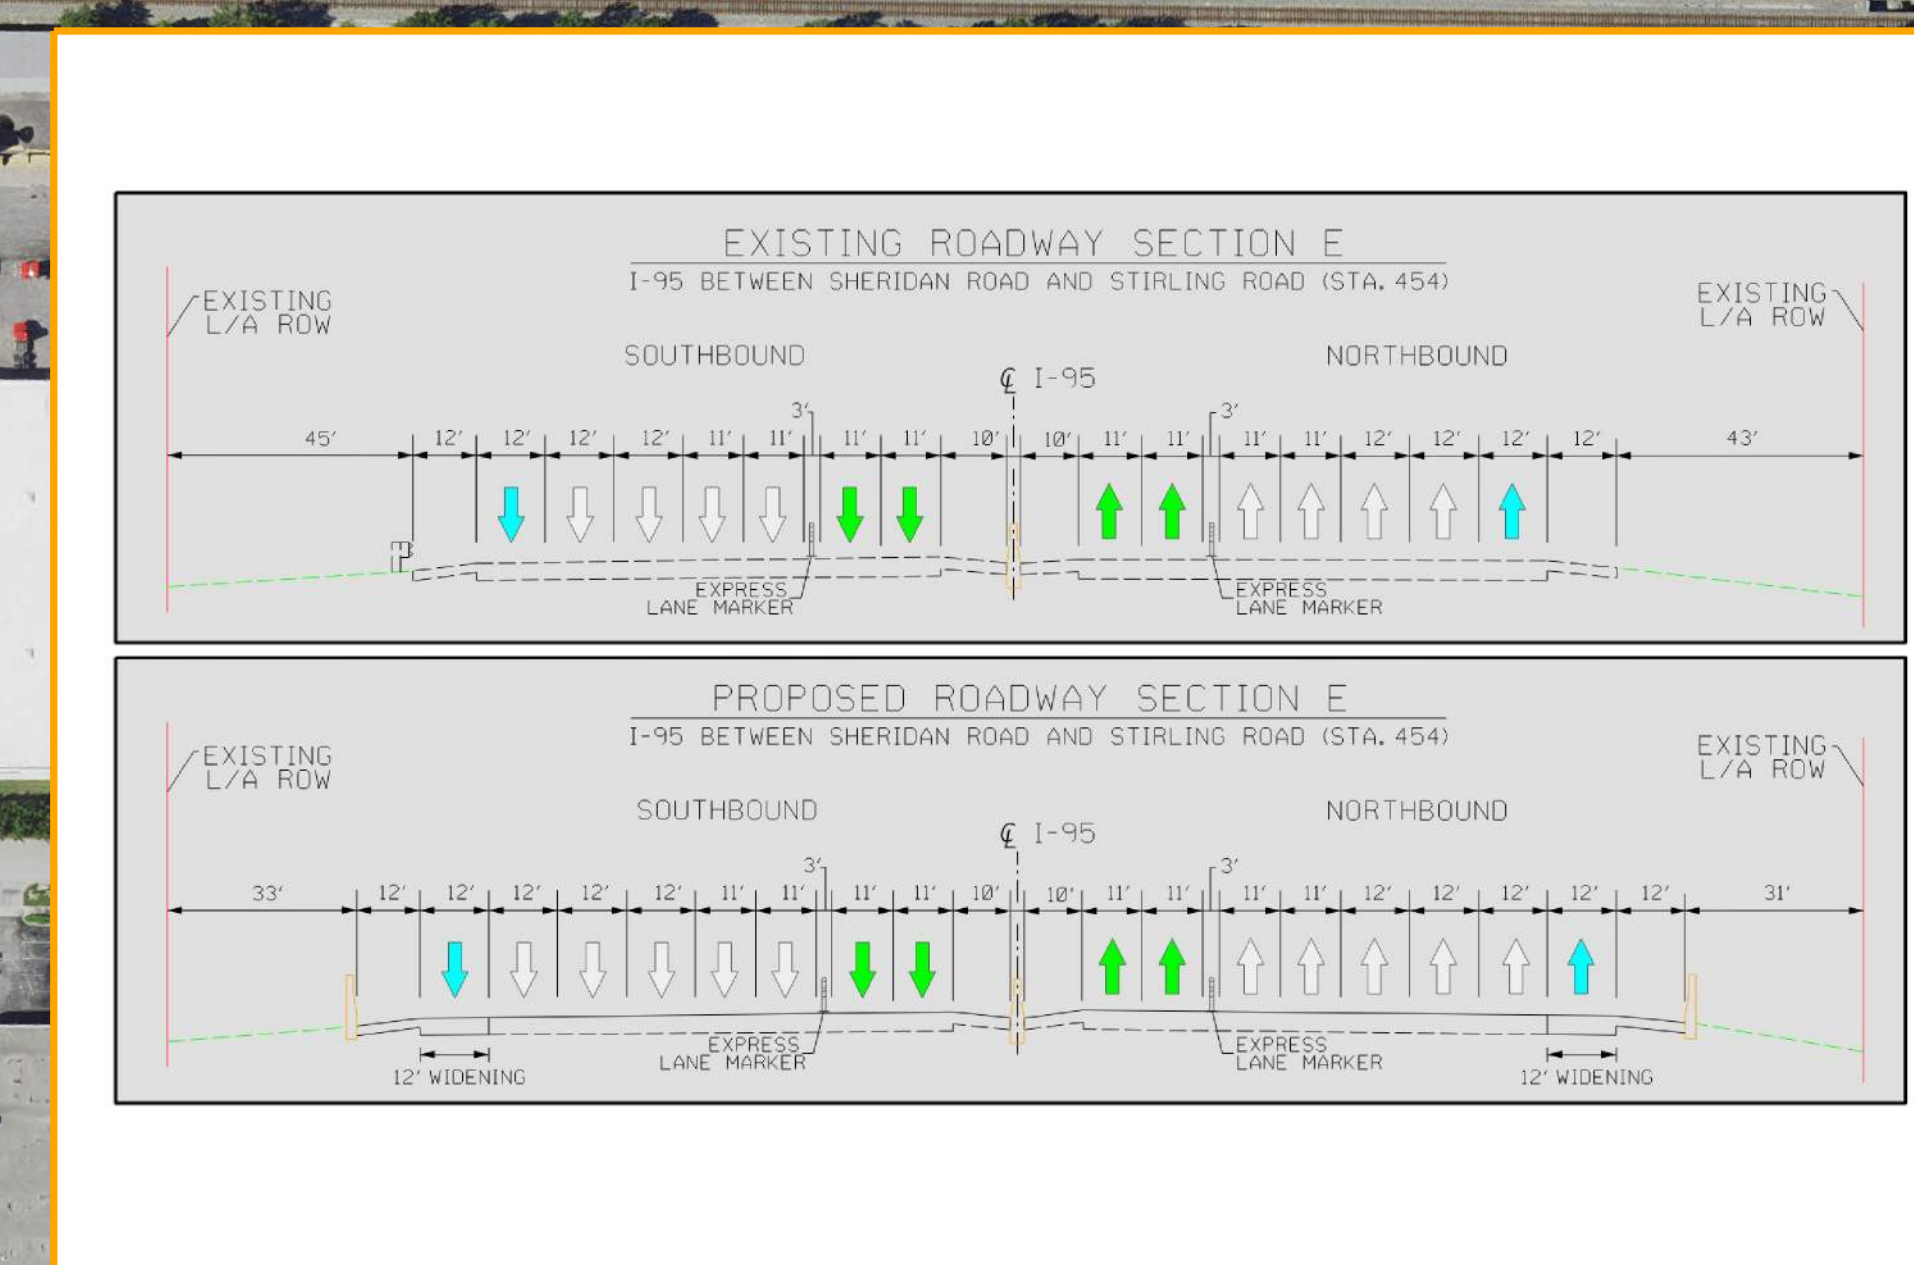 EXISTING ROADWAY SECTION E
I-95 BETWEEN SHERIDAN ROAD AND STIRLING ROAD (STA. 454)
EXISTING
L/A ROW
EXISTING
L/A ROW
SOUTHBOUND
NORTHBOUND
℄ I-95
3′
3′
45′ 12′ 12′ 12′ 12′ 11′ 11′ 11′ 11′ 10′ 10′ 11′ 11′ 11′ 11′ 12′ 12′ 12′ 12′ 43′
EXPRESS
LANE MARKER
EXPRESS
LANE MARKER
PROPOSED ROADWAY SECTION E
I-95 BETWEEN SHERIDAN ROAD AND STIRLING ROAD (STA. 454)
EXISTING
L/A ROW
EXISTING
L/A ROW
SOUTHBOUND
NORTHBOUND
℄ I-95
3′
3′
33′ 12′ 12′ 12′ 12′ 12′ 11′ 11′ 11′ 11′ 10′ 10′ 11′ 11′ 11′ 11′ 12′ 12′ 12′ 12′ 12′ 31′
EXPRESS
LANE MARKER
EXPRESS
LANE MARKER
12′ WIDENING
12′ WIDENING